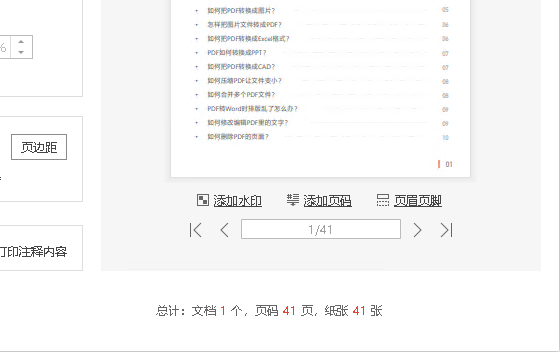 如何把PDF转换成图片? 05
怎样把图片文件转成PDF? 06
如何把PDF转换成Excel格式? 06
PDF如何转换成PPT? 07
如何把PDF转换成CAD? 07
如何压缩PDF让文件变小? 08
如何合并多个PDF文件? 08
PDF转Word时排版乱了怎么办? 09
如何修改编辑PDF里的文字? 09
如何删除PDF的页面? 10
01
%
页边距
打印注释内容
添加水印 添加页码 页眉页脚
1/41
总计：文档 1 个，页码 41 页，纸张 41 张